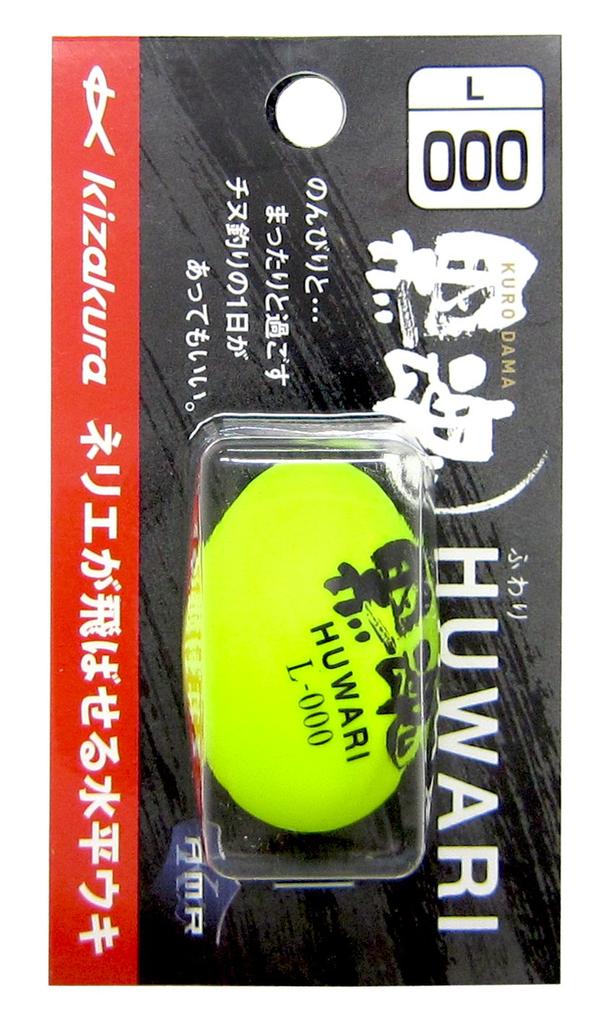 L
000
KURODAMA
黒魂
ふわり
HUWARI
のんびりと…
まったりと過ごす
チヌ釣りの1日が
あってもいい。
黒魂
HUWARI
L-000
AMR
kizakura
ネリエが飛ばせる水平ウキ